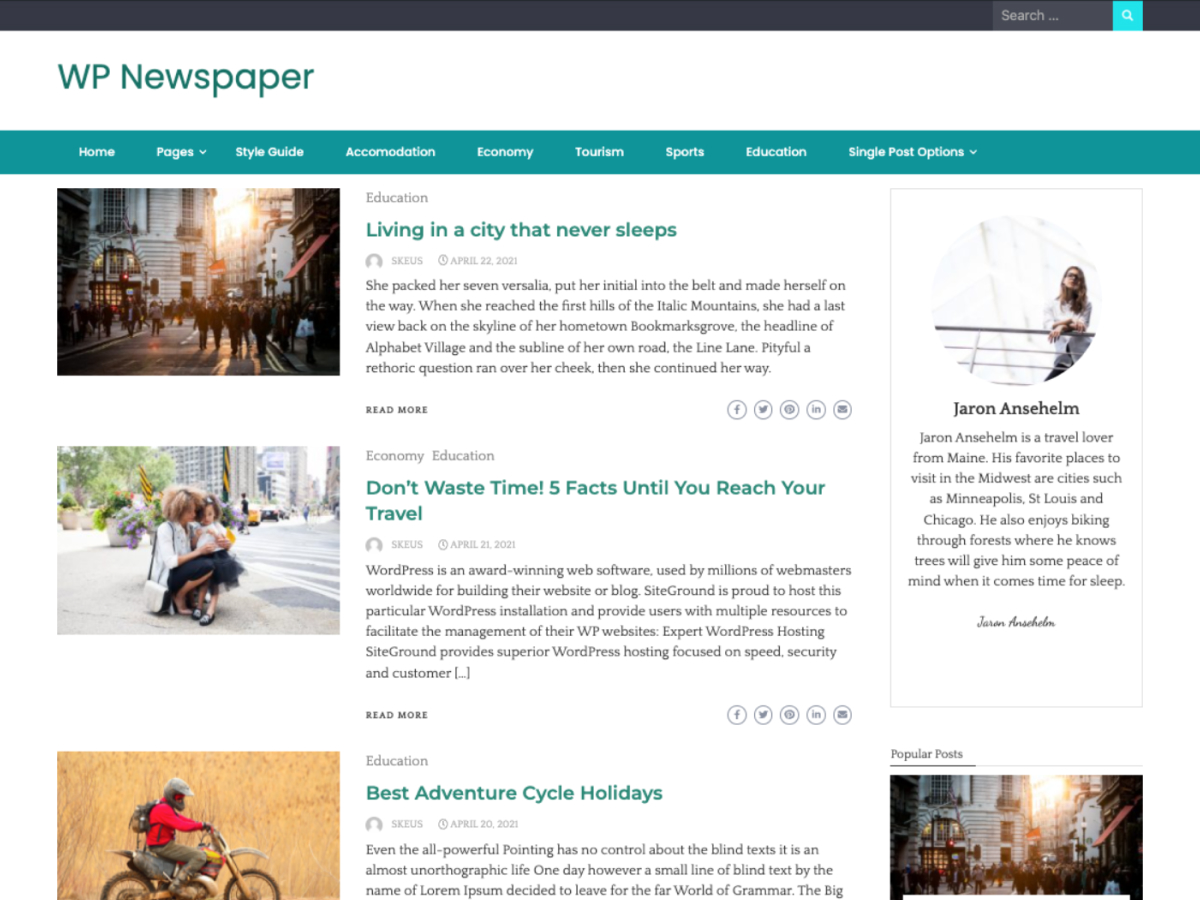 Search ...
WP Newspaper
Home Pages Style Guide Accomodation Economy Tourism Sports Education Single Post Options
Education
Living in a city that never sleeps
SKEUS APRIL 22, 2021
She packed her seven versalia, put her initial into the belt and made herself on
the way. When she reached the first hills of the Italic Mountains, she had a last
view back on the skyline of her hometown Bookmarksgrove, the headline of
Alphabet Village and the subline of her own road, the Line Lane. Pityful a
rethoric question ran over her cheek, then she continued her way.
READ MORE
Economy Education
Don't Waste Time! 5 Facts Until You Reach Your
Travel
SKEUS APRIL 21, 2021
WordPress is an award-winning web software, used by millions of webmasters
worldwide for building their website or blog. SiteGround is proud to host this
particular WordPress installation and provide users with multiple resources to
facilitate the management of their WP websites: Expert WordPress Hosting
SiteGround provides superior WordPress hosting focused on speed, security
and customer [...]
READ MORE
Education
Best Adventure Cycle Holidays
SKEUS APRIL 20, 2021
Even the all-powerful Pointing has no control about the blind texts it is an
almost unorthographic life One day however a small line of blind text by the
name of Lorem Ipsum decided to leave for the far World of Grammar. The Big
Jaron Ansehelm
Jaron Ansehelm is a travel lover
from Maine. His favorite places to
visit in the Midwest are cities such
as Minneapolis, St Louis and
Chicago. He also enjoys biking
through forests where he knows
trees will give him some peace of
mind when it comes time for sleep.
Jaron Ansehelm
Popular Posts